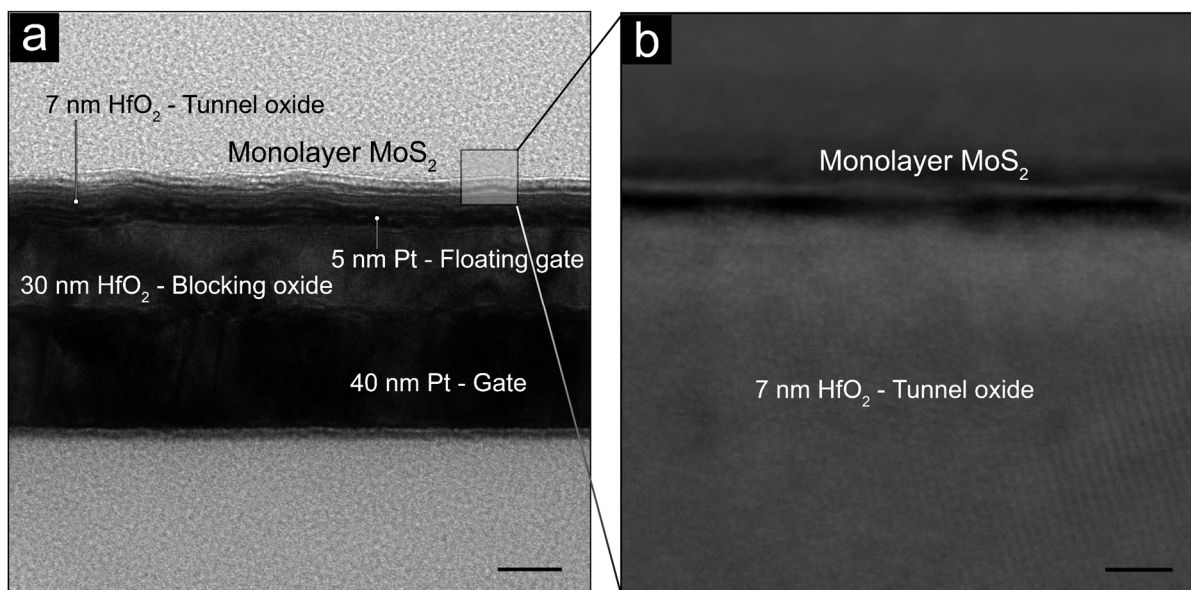 a
7 nm HfO₂ - Tunnel oxide
Monolayer MoS₂
5 nm Pt - Floating gate
30 nm HfO₂ - Blocking oxide
40 nm Pt - Gate
b
Monolayer MoS₂
7 nm HfO₂ - Tunnel oxide